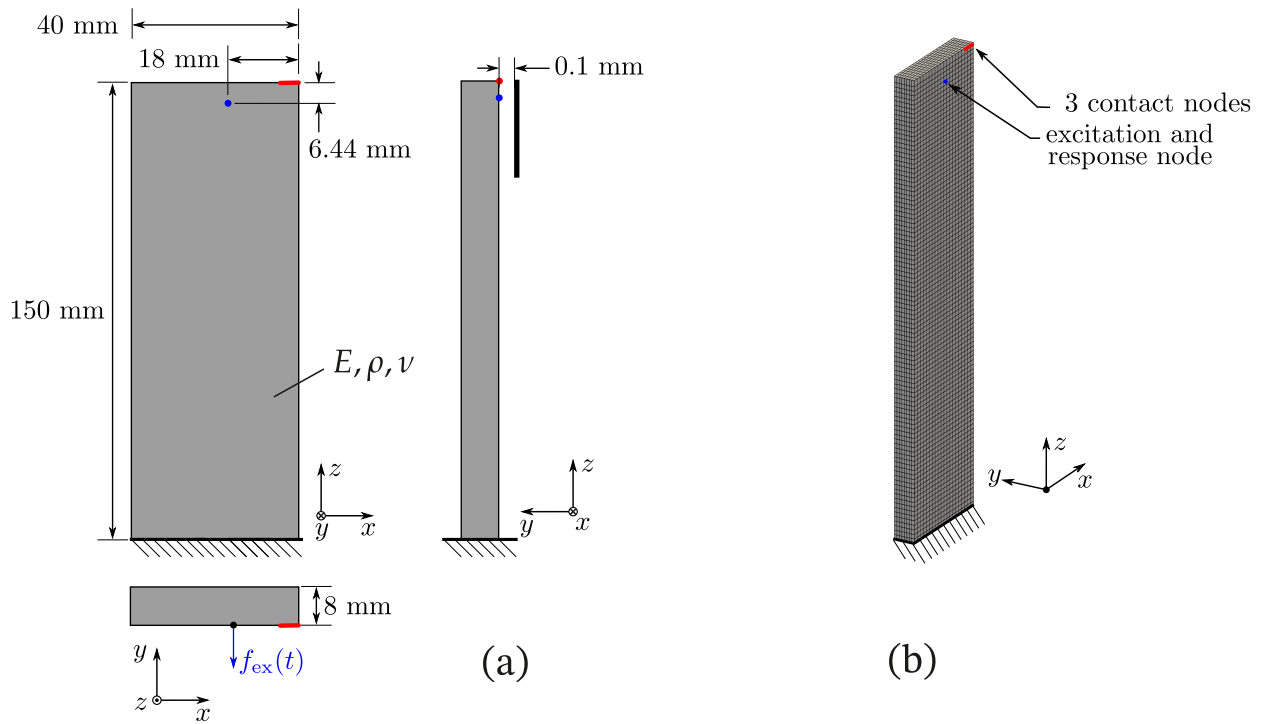 40 mm
18 mm
0.1 mm
6.44 mm
3 contact nodes
excitation and
response node
150 mm
E, ρ, ν
z
y
x
z
y
x
z
y
x
8 mm
y
f_ex(t)
z
x
(a)
(b)